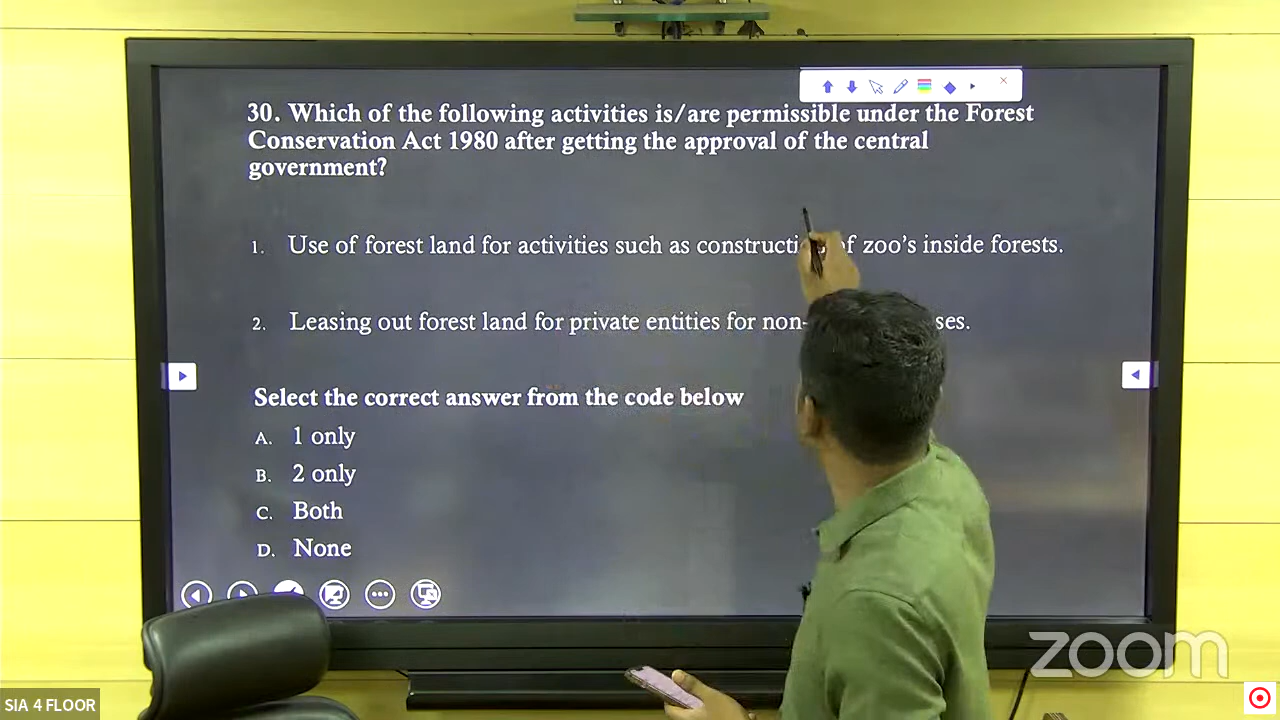 30. Which of the following activities is/are permissible under the Forest
Conservation Act 1980 after getting the approval of the central
government?
1. Use of forest land for activities such as of zoo's inside forests.
2. Leasing out forest land for private entities for
Select the correct answer from the code below
A. 1 only
B. 2 only
C. Both
D. None
zoom
SIA 4 FLOOR